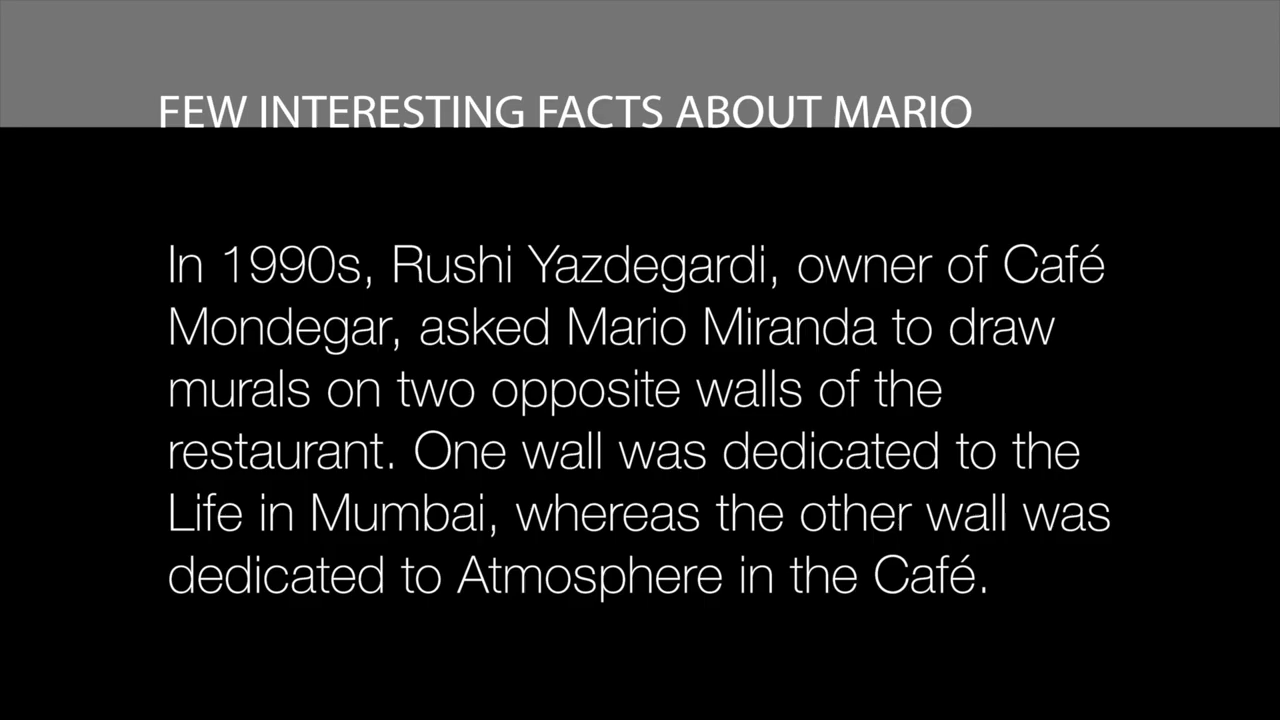 FEW INTERESTING FACTS ABOUT MARIO
In 1990s, Rushi Yazdegardi, owner of Café
Mondegar, asked Mario Miranda to draw
murals on two opposite walls of the
restaurant. One wall was dedicated to the
Life in Mumbai, whereas the other wall was
dedicated to Atmosphere in the Café.